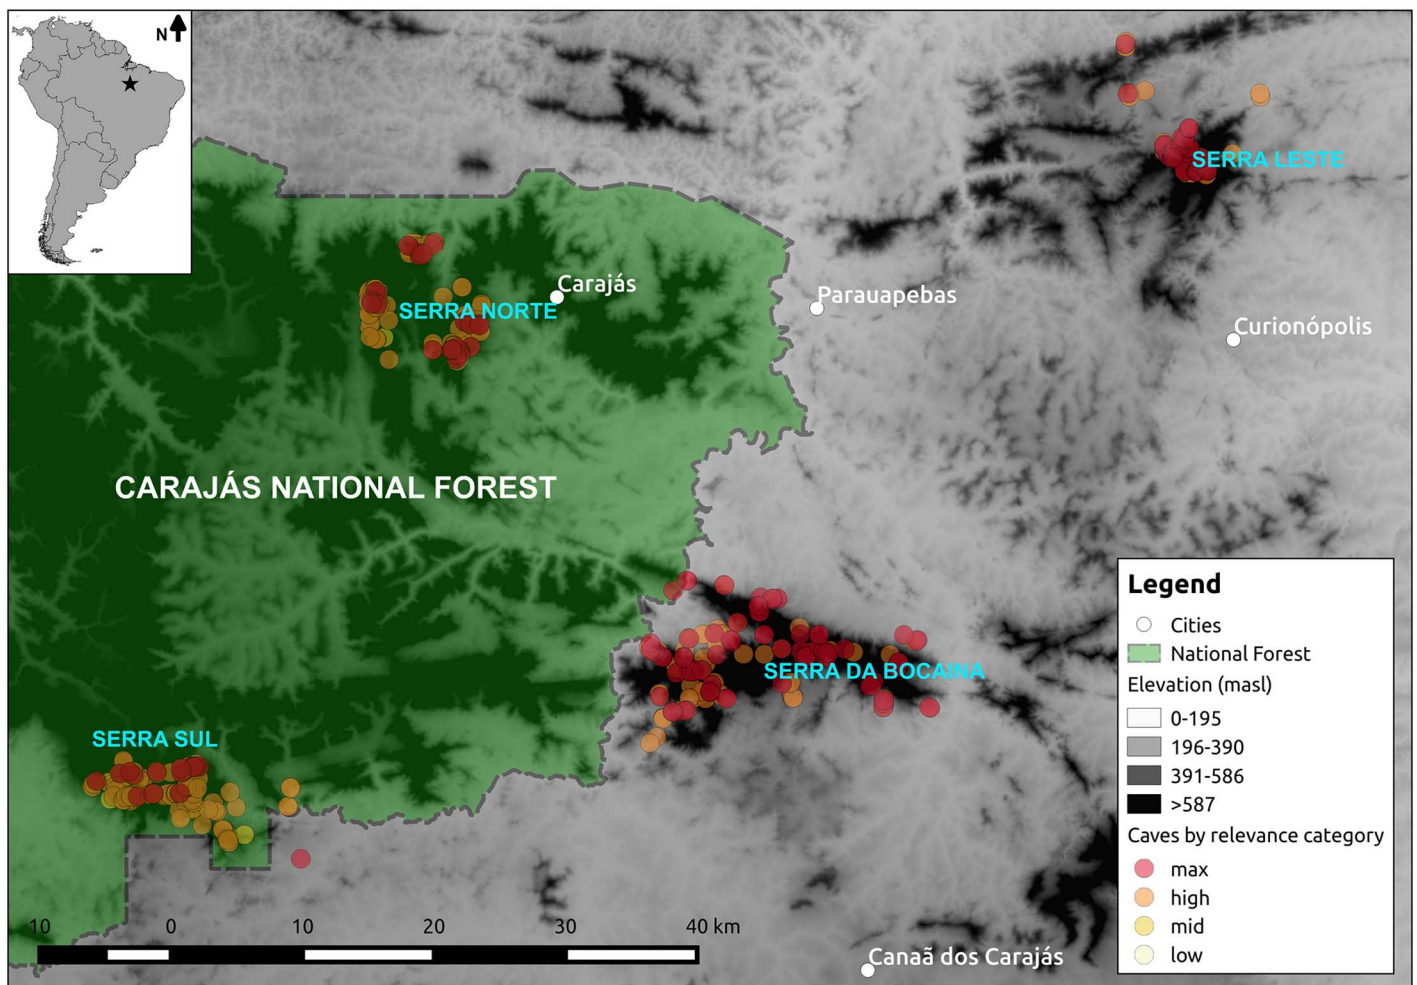 N
SERRA LESTE
Carajás
SERRA NORTE
Parauapebas
Curionópolis
CARAJÁS NATIONAL FOREST
SERRA DA BOCAINA
SERRA SUL
Canaã dos Carajás
10 0 10 20 30 40 km
Legend
Cities
National Forest
Elevation (masl)
0-195
196-390
391-586
>587
Caves by relevance category
max
high
mid
low